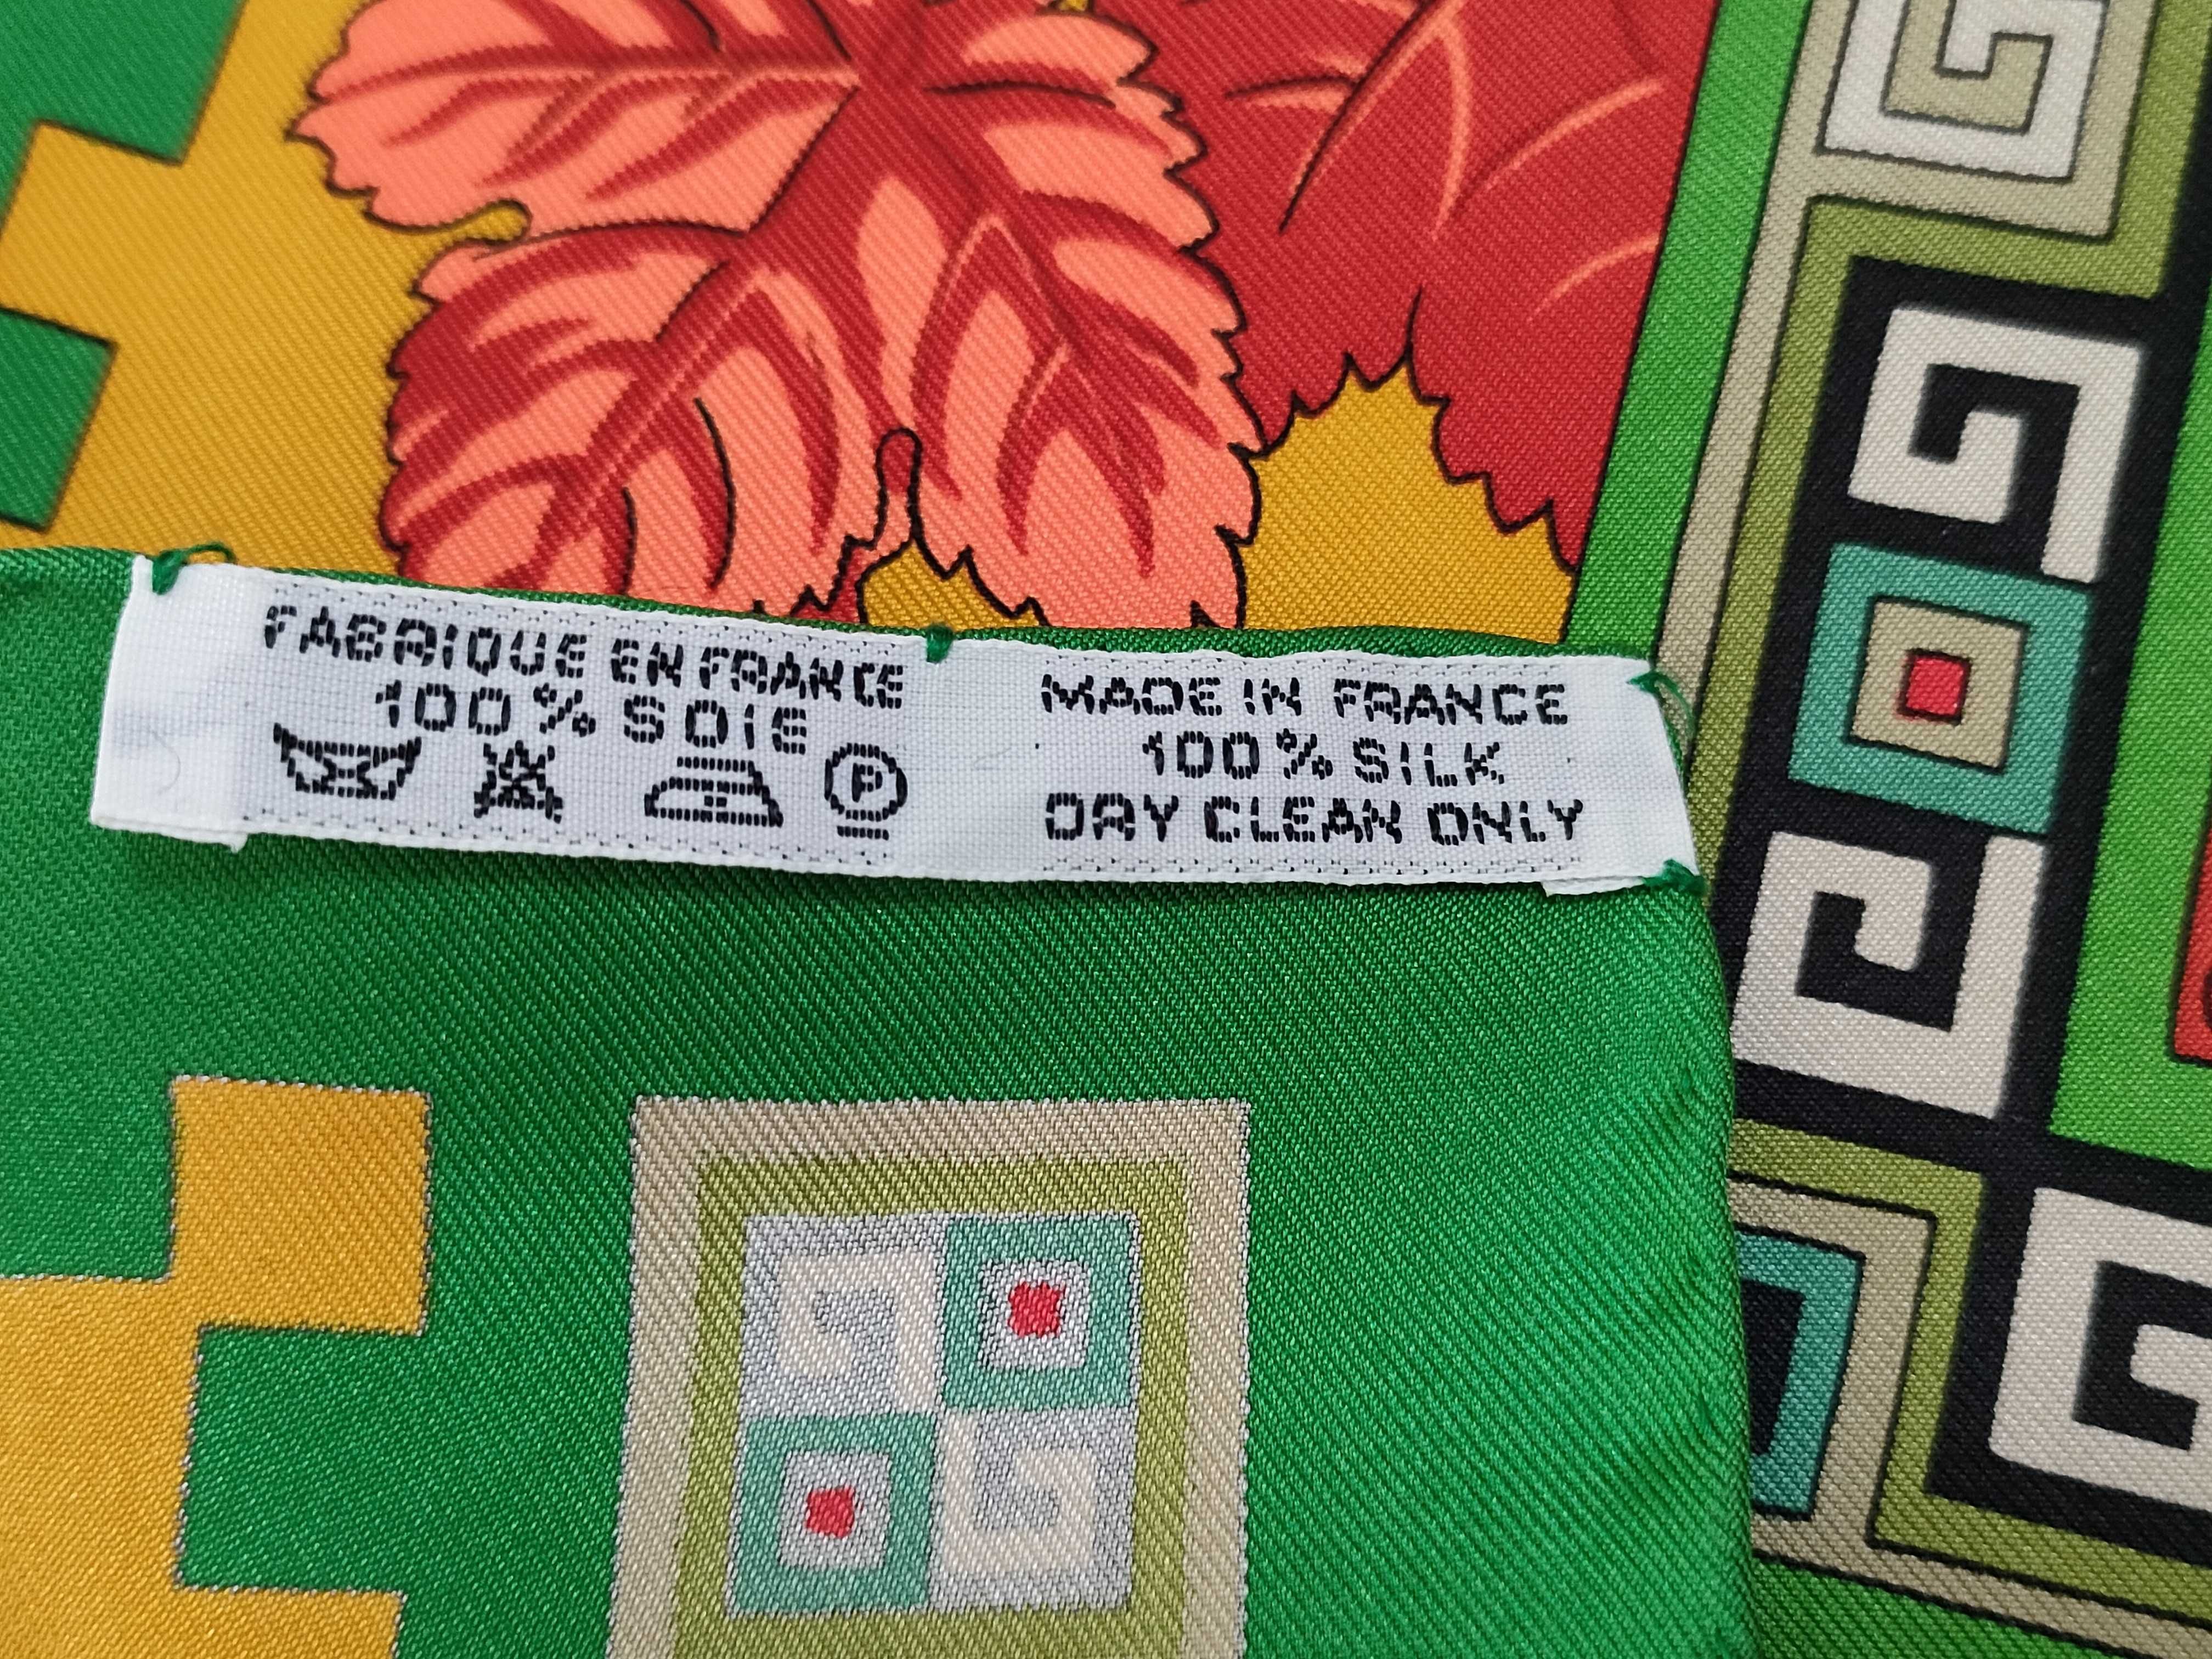 FABRIQUE EN FRANCE
100% SOIE
P
MADE IN FRANCE
100% SILK
DRY CLEAN ONLY